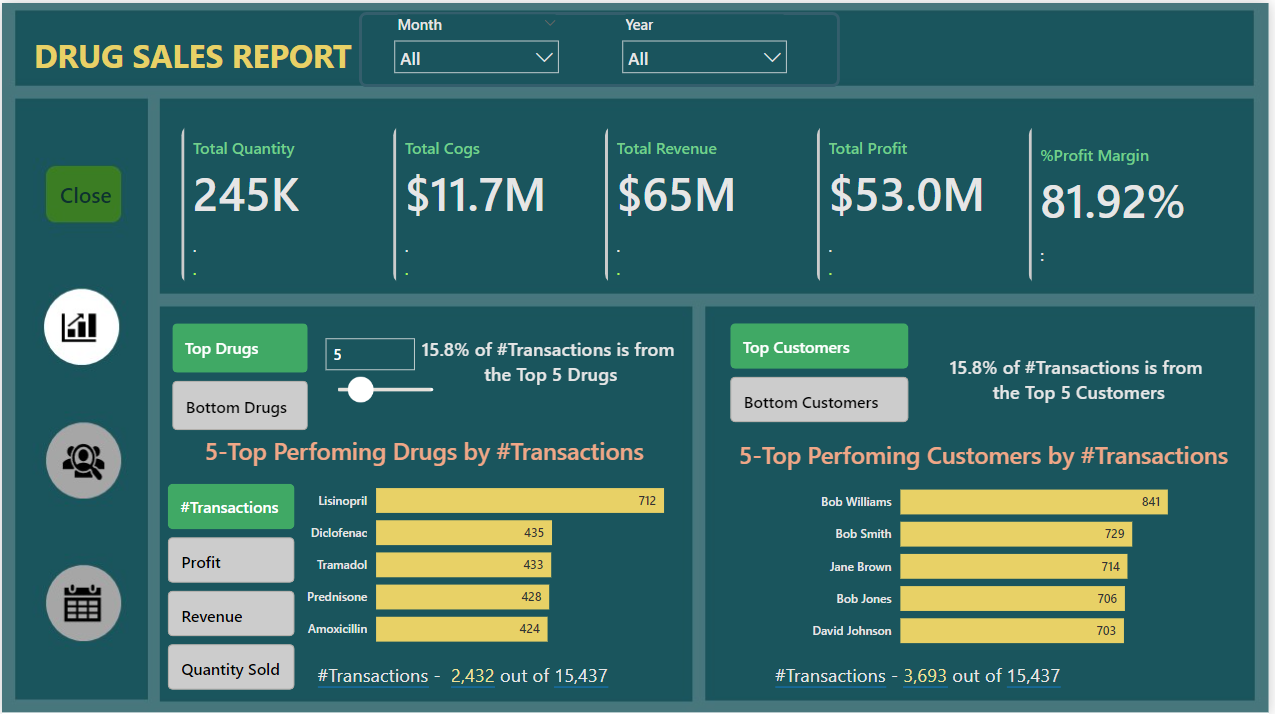 DRUG SALES REPORT
Month
All
Year
All
Close
Total Quantity
245K
Total Cogs
$11.7M
Total Revenue
$65M
Total Profit
$53.0M
%Profit Margin
81.92%
Top Drugs
Bottom Drugs
5
15.8% of #Transactions is from
the Top 5 Drugs
5-Top Perfoming Drugs by #Transactions
#Transactions
Profit
Revenue
Quantity Sold
Lisinopril 712
Diclofenac 435
Tramadol 433
Prednisone 428
Amoxicillin 424
#Transactions - 2,432 out of 15,437
Top Customers
Bottom Customers
15.8% of #Transactions is from
the Top 5 Customers
5-Top Perfoming Customers by #Transactions
Bob Williams 841
Bob Smith 729
Jane Brown 714
Bob Jones 706
David Johnson 703
#Transactions - 3,693 out of 15,437